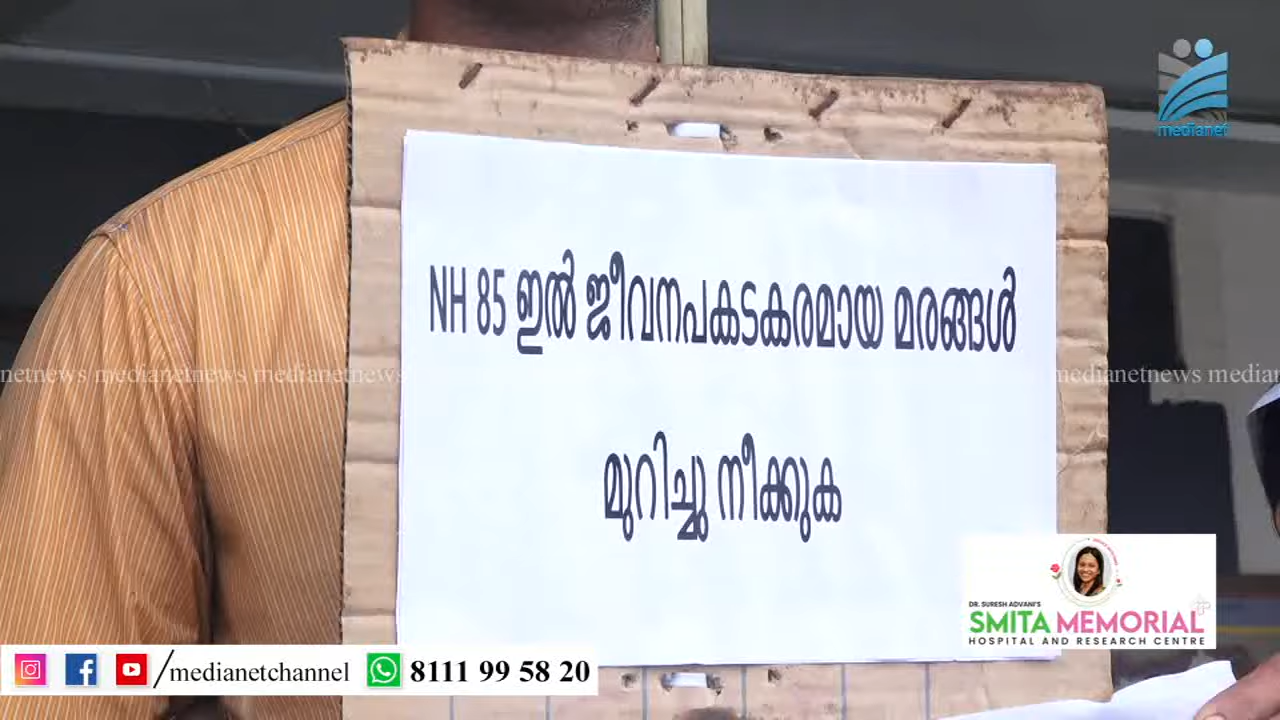 medianet
NH 85 ഇൽ ജീവനപകടകരമായ മരങ്ങൾ
netnews medianetnews medianetnews
medianetnews median
മുറിച്ചു നീക്കുക
DR. SURESH ADVANI'S
SMITA MEMORIAL
HOSPITAL AND RESEARCH CENTRE
/medianetchannel 8111 99 58 20